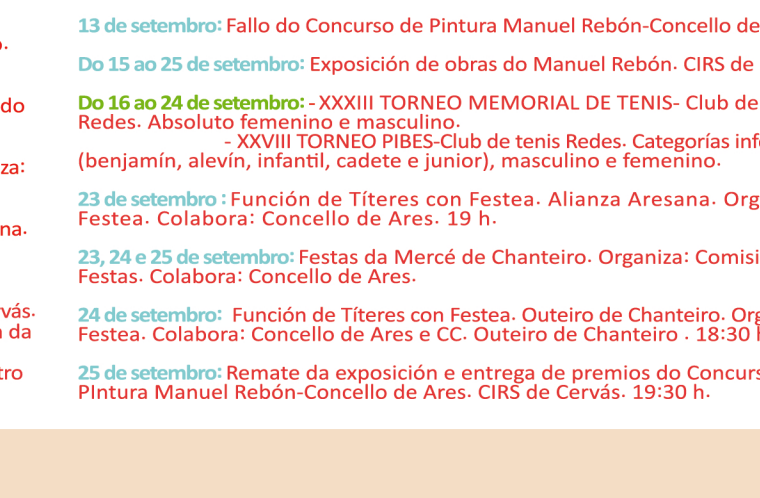 do
za:
na.
vás.
da
tro
13 de setembro: Fallo do Concurso de Pintura Manuel Rebón-Concello de
Do 15 ao 25 de setembro: Exposición de obras do Manuel Rebón. CIRS de
Do 16 ao 24 de setembro: - XXXIII TORNEO MEMORIAL DE TENIS- Club de
Redes. Absoluto femenino e masculino.
- XXVIII TORNEO PIBES-Club de tenis Redes. Categorías inf
(benjamín, alevín, infantil, cadete e junior), masculino e femenino.
23 de setembro : Función de Títeres con Festea. Alianza Aresana. Org
Festea. Colabora: Concello de Ares. 19 h.
23, 24 e 25 de setembro: Festas da Mercé de Chanteiro. Organiza: Comisi
Festas. Colabora: Concello de Ares.
24 de setembro: Función de Títeres con Festea. Outeiro de Chanteiro. Org
Festea. Colabora: Concello de Ares e CC. Outeiro de Chanteiro . 18:30 h
25 de setembro: Remate da exposición e entrega de premios do Concurs
PIntura Manuel Rebón-Concello de Ares. CIRS de Cervás. 19:30 h.